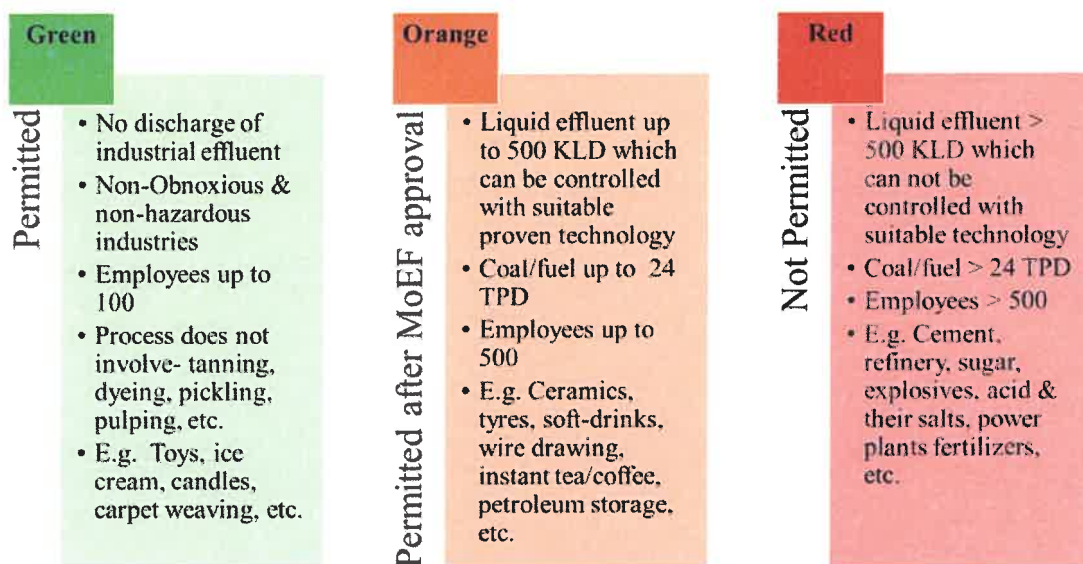 Green
Permitted
• No discharge of
industrial effluent
• Non-Obnoxious &
non-hazardous
industries
• Employees up to
100
• Process does not
involve- tanning,
dyeing, pickling,
pulping, etc.
• E.g. Toys, ice
cream, candles,
carpet weaving, etc.
Orange
Permitted after MoEF approval
• Liquid effluent up
to 500 KLD which
can be controlled
with suitable
proven technology
• Coal/fuel up to 24
TPD
• Employees up to
500
• E.g. Ceramics,
tyres, soft-drinks,
wire drawing,
instant tea/coffee,
petroleum storage,
etc.
Red
Not Permitted
• Liquid effluent >
500 KLD which
can not be
controlled with
suitable technology
• Coal/fuel > 24 TPD
• Employees > 500
• E.g. Cement,
refinery, sugar,
explosives, acid &
their salts, power
plants fertilizers,
etc.